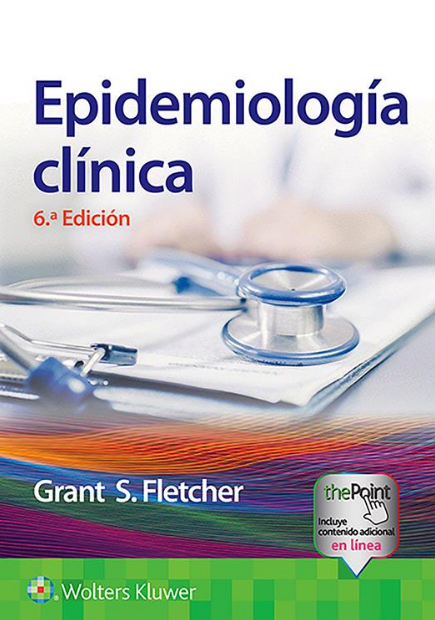 Epidemiología
clínica
6.ª Edición
Grant S. Fletcher
thePoint
Incluye
contenido adicional
en línea
Wolters Kluwer